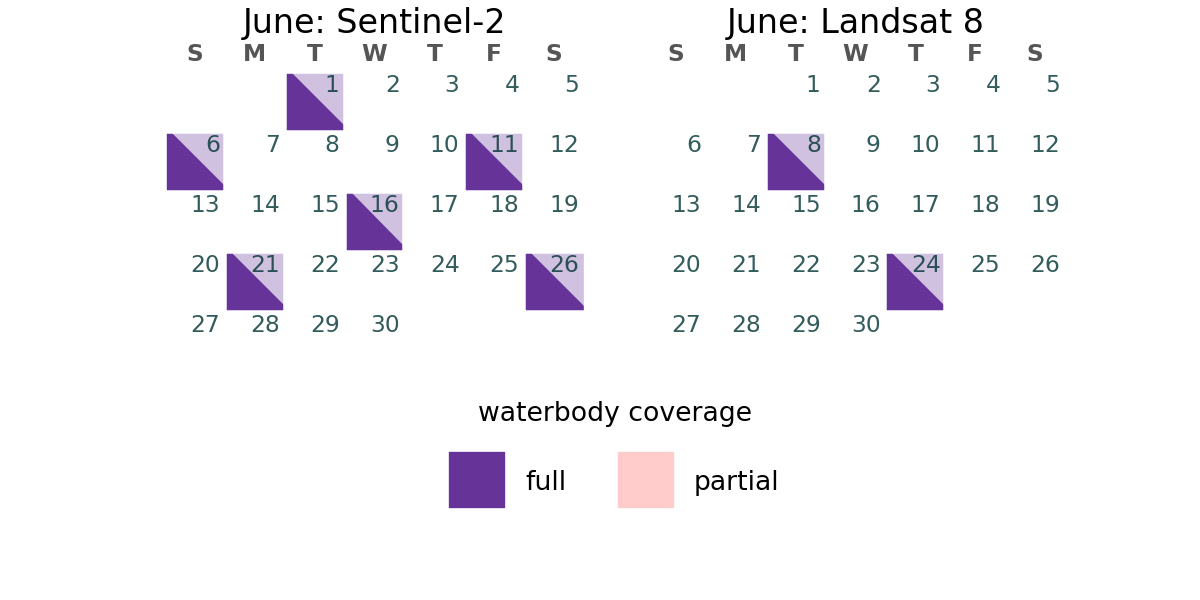 June: Sentinel-2
S M T W T F S
1 2 3 4 5
6 7 8 9 10 11 12
13 14 15 16 17 18 19
20 21 22 23 24 25 26
27 28 29 30
June: Landsat 8
S M T W T F S
1 2 3 4 5
6 7 8 9 10 11 12
13 14 15 16 17 18 19
20 21 22 23 24 25 26
27 28 29 30
waterbody coverage
full partial